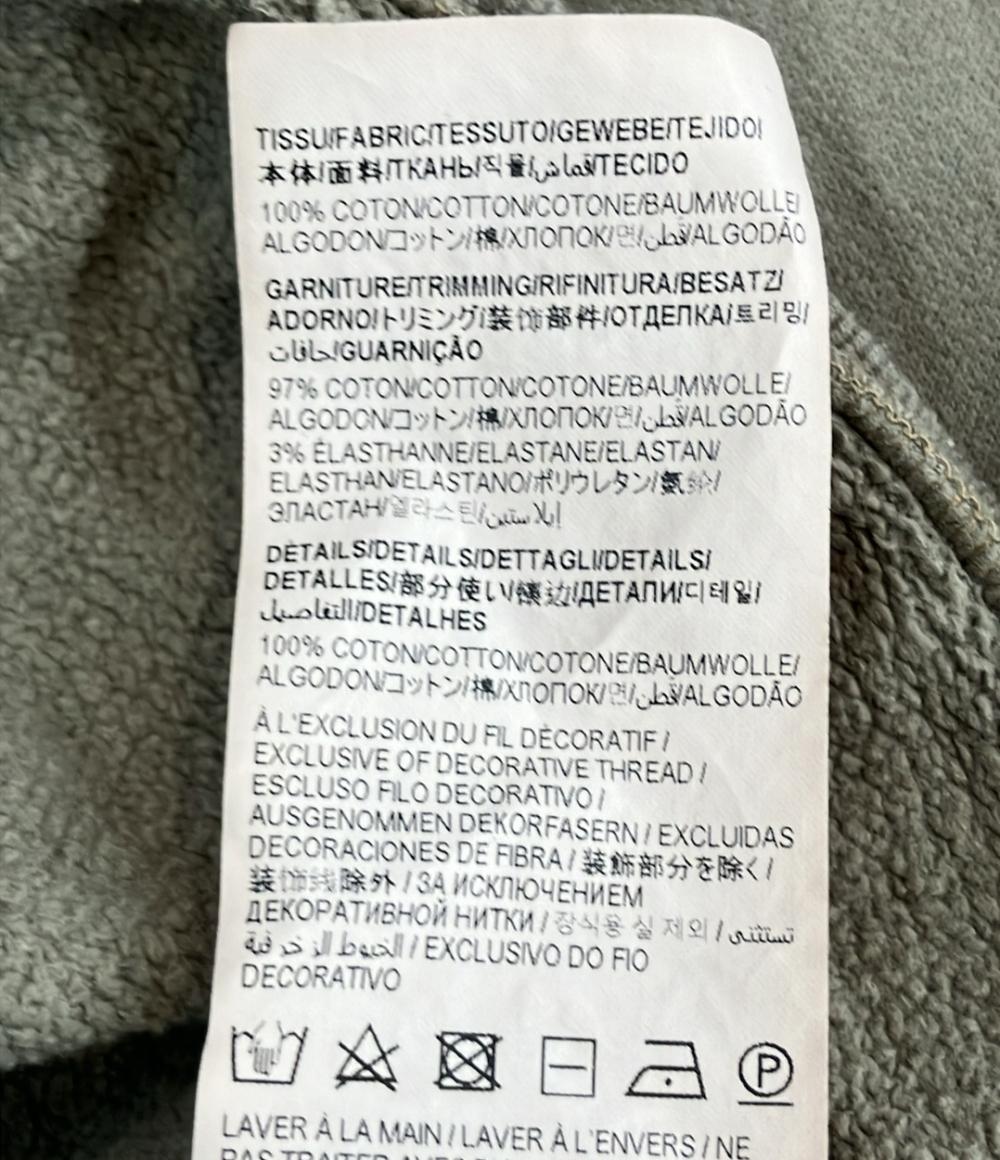 TISSU/FABRIC/TESSUTO/GEWEBE/TEJIDO/
本体/面料/ТКАНЬ/직물/قماش/TECIDO
100% COTON/COTTON/COTONE/BAUMWOLLE/
ALGODON/コットン/棉/ХЛОПОК/면/قطن/ALGODÃO
GARNITURE/TRIMMING/RIFINITURA/BESATZ/
ADORNO/トリミング/装饰部件/ОТДЕПКА/트리밍/
حافات/GUARNIÇÃO
97% COTON/COTTON/COTONE/BAUMWOLLE/
ALGODON/コットン/棉/ХЛОПОК/면/قطن/ALGODÃO
3% ÉLASTHANNE/ELASTANE/ELASTAN/
ELASTHAN/ELASTANO/ポリウレタン/氨纶/
ЭЛАСТАН/엘라스틴/إيلاستين
DÉTAILS/DETAILS/DETTAGLI/DETAILS/
DETALLES/部分使い/镶边/ДЕТАПИ/디테일/
التفاصيل/DETALHES
100% COTON/COTTON/COTONE/BAUMWOLLE/
ALGODON/コットン/棉/ХЛОПОК/면/قطن/ALGODÃO
À L'EXCLUSION DU FIL DÉCORATIF /
EXCLUSIVE OF DECORATIVE THREAD /
ESCLUSO FILO DECORATIVO /
AUSGENOMMEN DEKORFASERN / EXCLUIDAS
DECORACIONES DE FIBRA / 装飾部分を除く /
装饰线除外 / ЗА ИСКЛЮЧЕНИЕМ
ДЕКОРАТИВНОЙ НИТКИ / 장식용 실 제외 / تستثنى
الخيوط الزخرفية / EXCLUSIVO DO FIO
DECORATIVO
P
LAVER À LA MAIN / LAVER À L'ENVERS / NE
PAS TRAITER